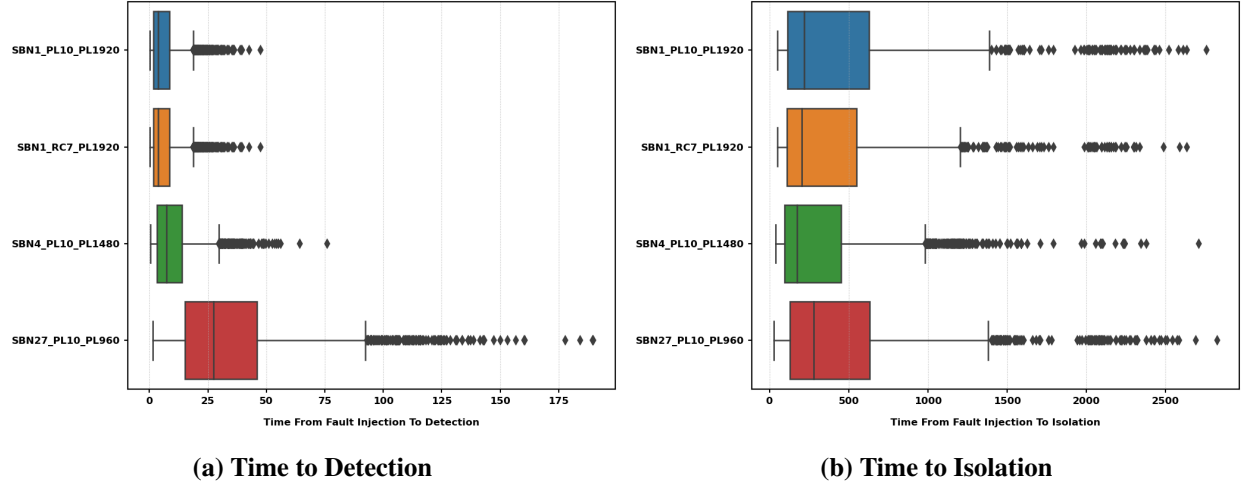 SBN1_PL10_PL1920
SBN1_RC7_PL1920
SBN4_PL10_PL1480
SBN27_PL10_PL960
0 25 50 75 100 125 150 175
Time From Fault Injection To Detection
(a) Time to Detection
SBN1_PL10_PL1920
SBN1_RC7_PL1920
SBN4_PL10_PL1480
SBN27_PL10_PL960
0 500 1000 1500 2000 2500
Time From Fault Injection To Isolation
(b) Time to Isolation